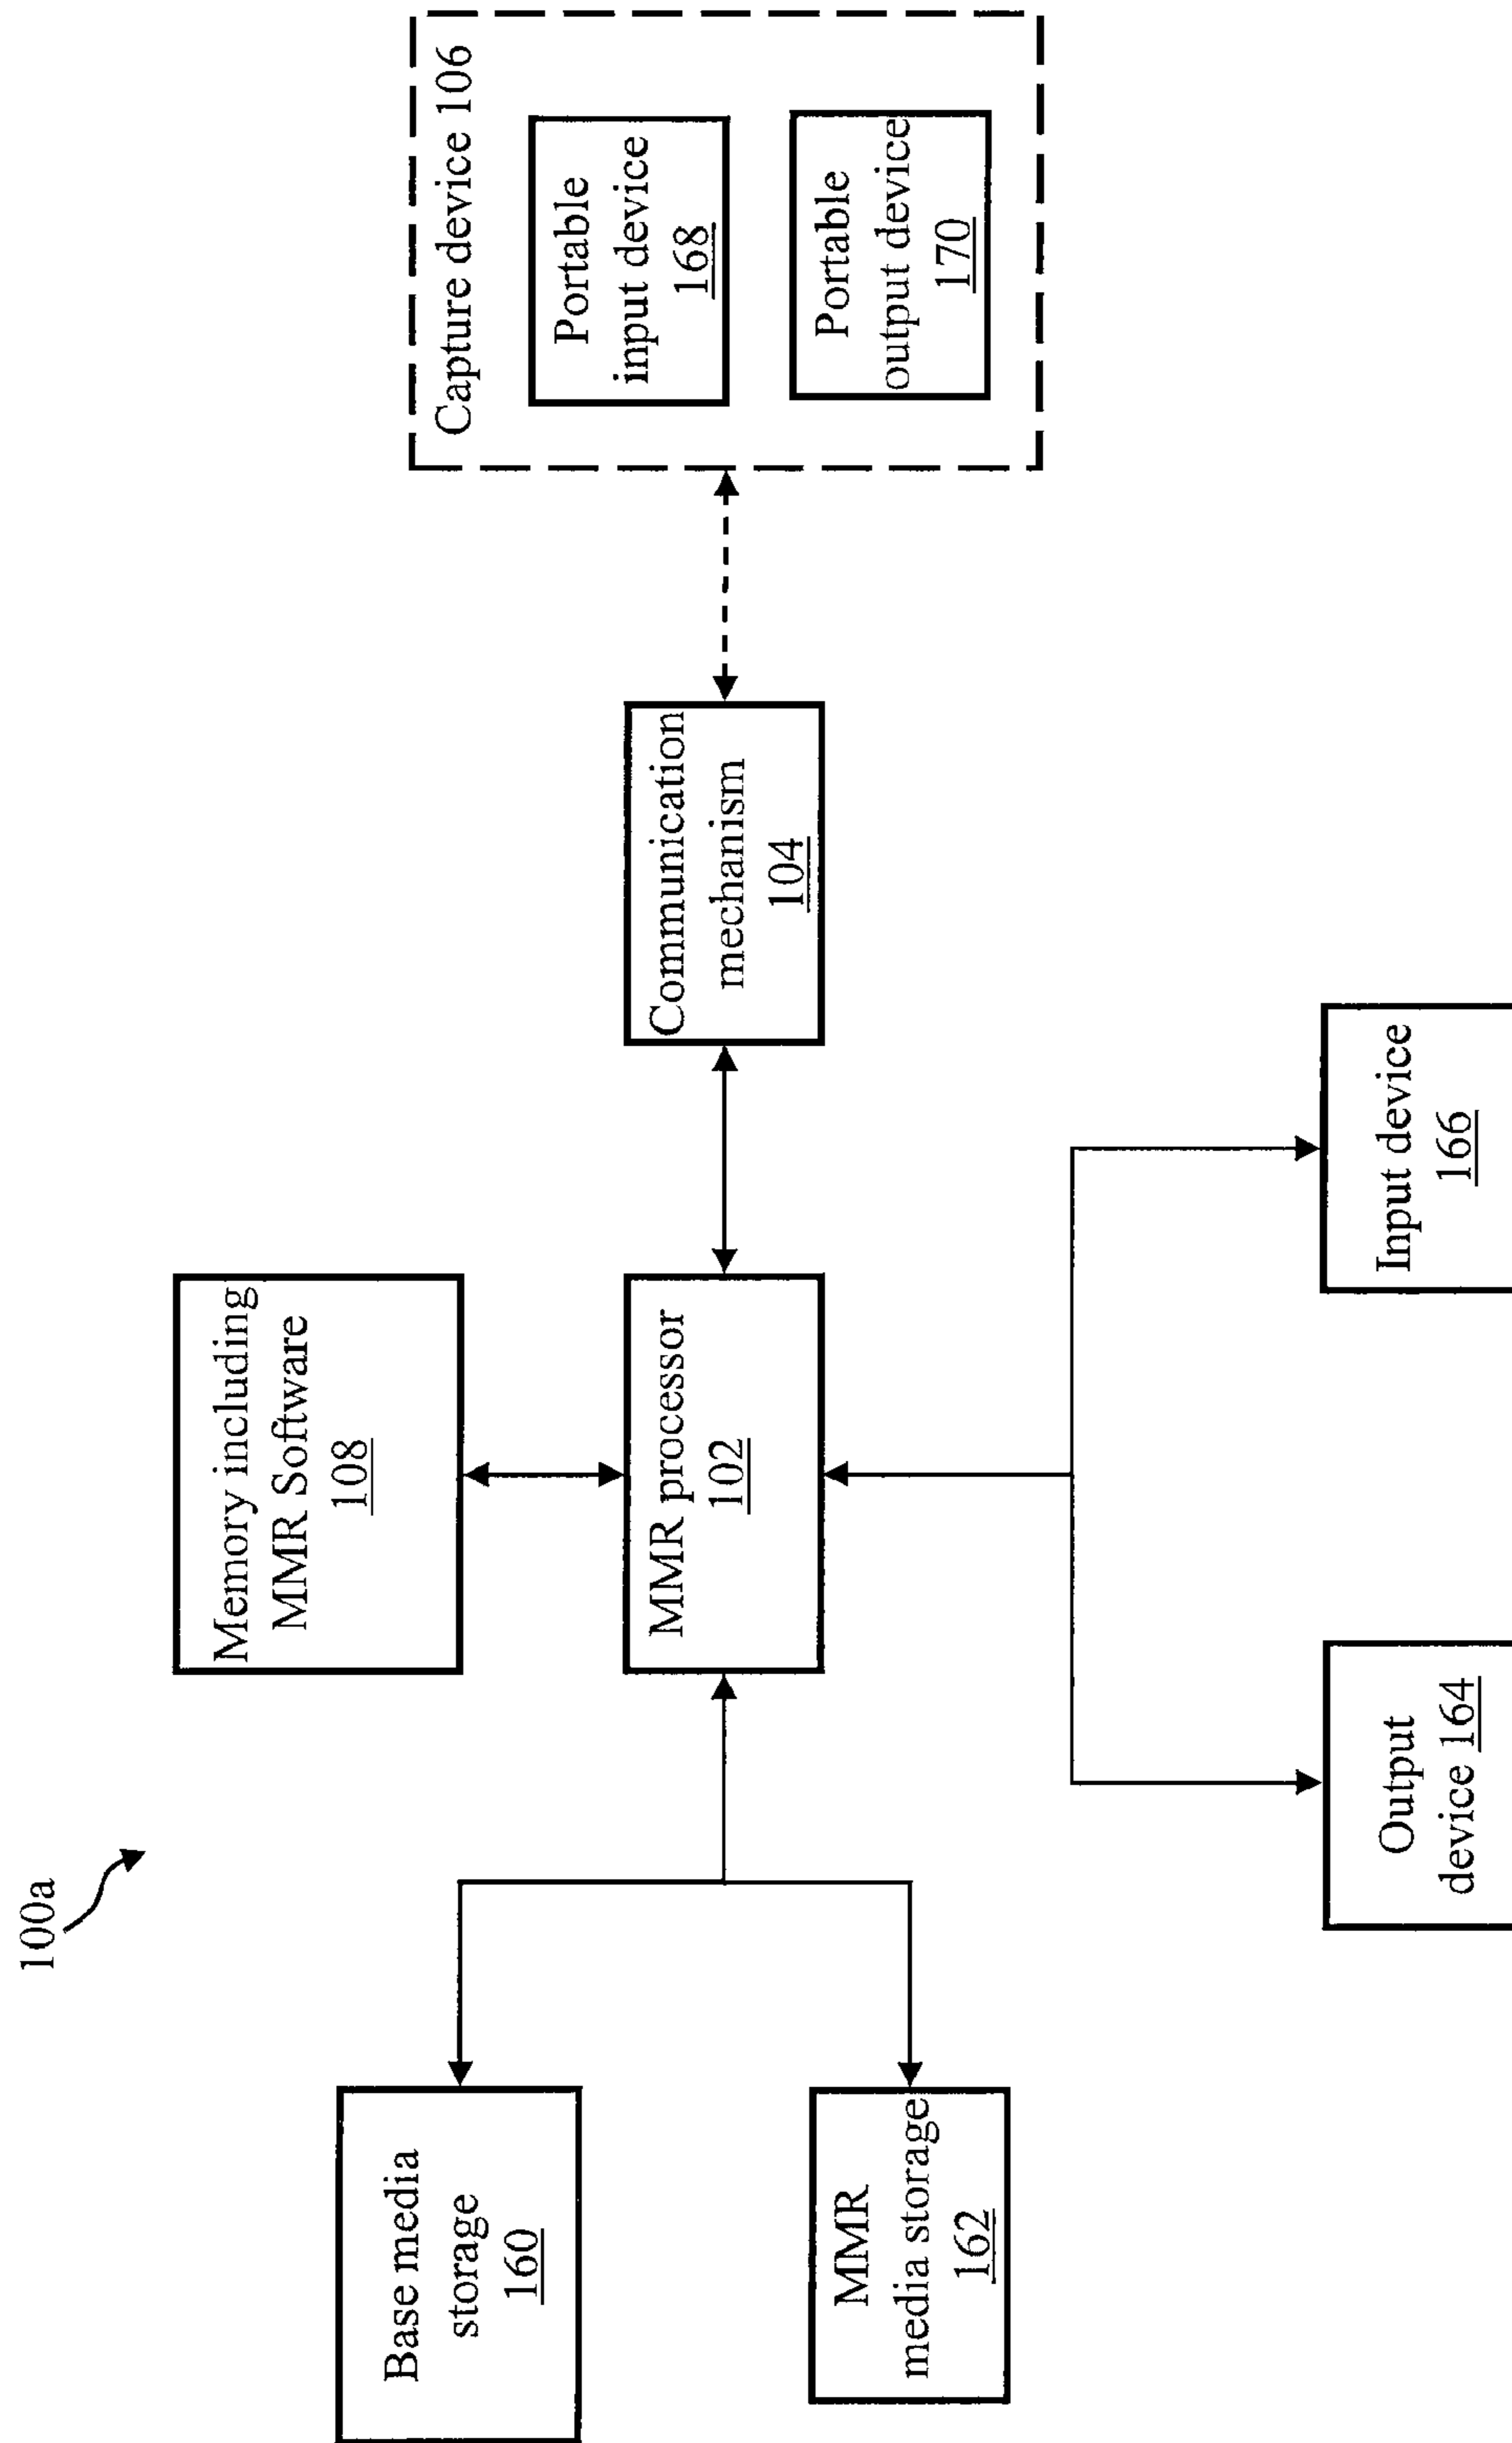 100a
Memory including
MMR Software
108
Base media
storage
160
MMR
media storage
162
MMR processor
102
Communication
mechanism
104
Capture device 106
Portable
input device
168
Portable
output device
170
Output
device 164
Input device
166